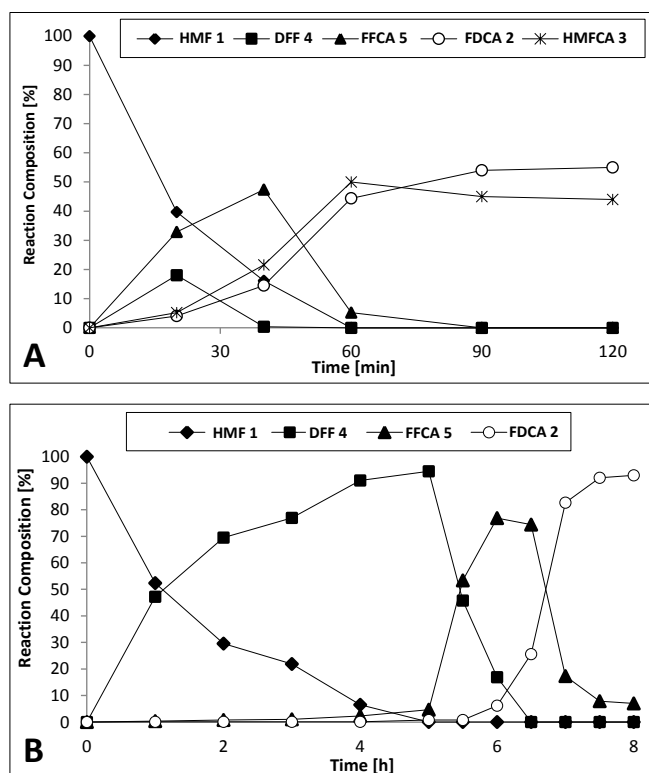 HMF 1 DFF 4 FFCA 5 FDCA 2 HMFCA 3
100
90
80
70
60
50
40
30
20
10
0
Reaction Composition [%]
0 30 60 90 120
Time [min]
A
HMF 1 DFF 4 FFCA 5 FDCA 2
100
90
80
70
60
50
40
30
20
10
0
Reaction Composition [%]
0 2 4 6 8
Time [h]
B